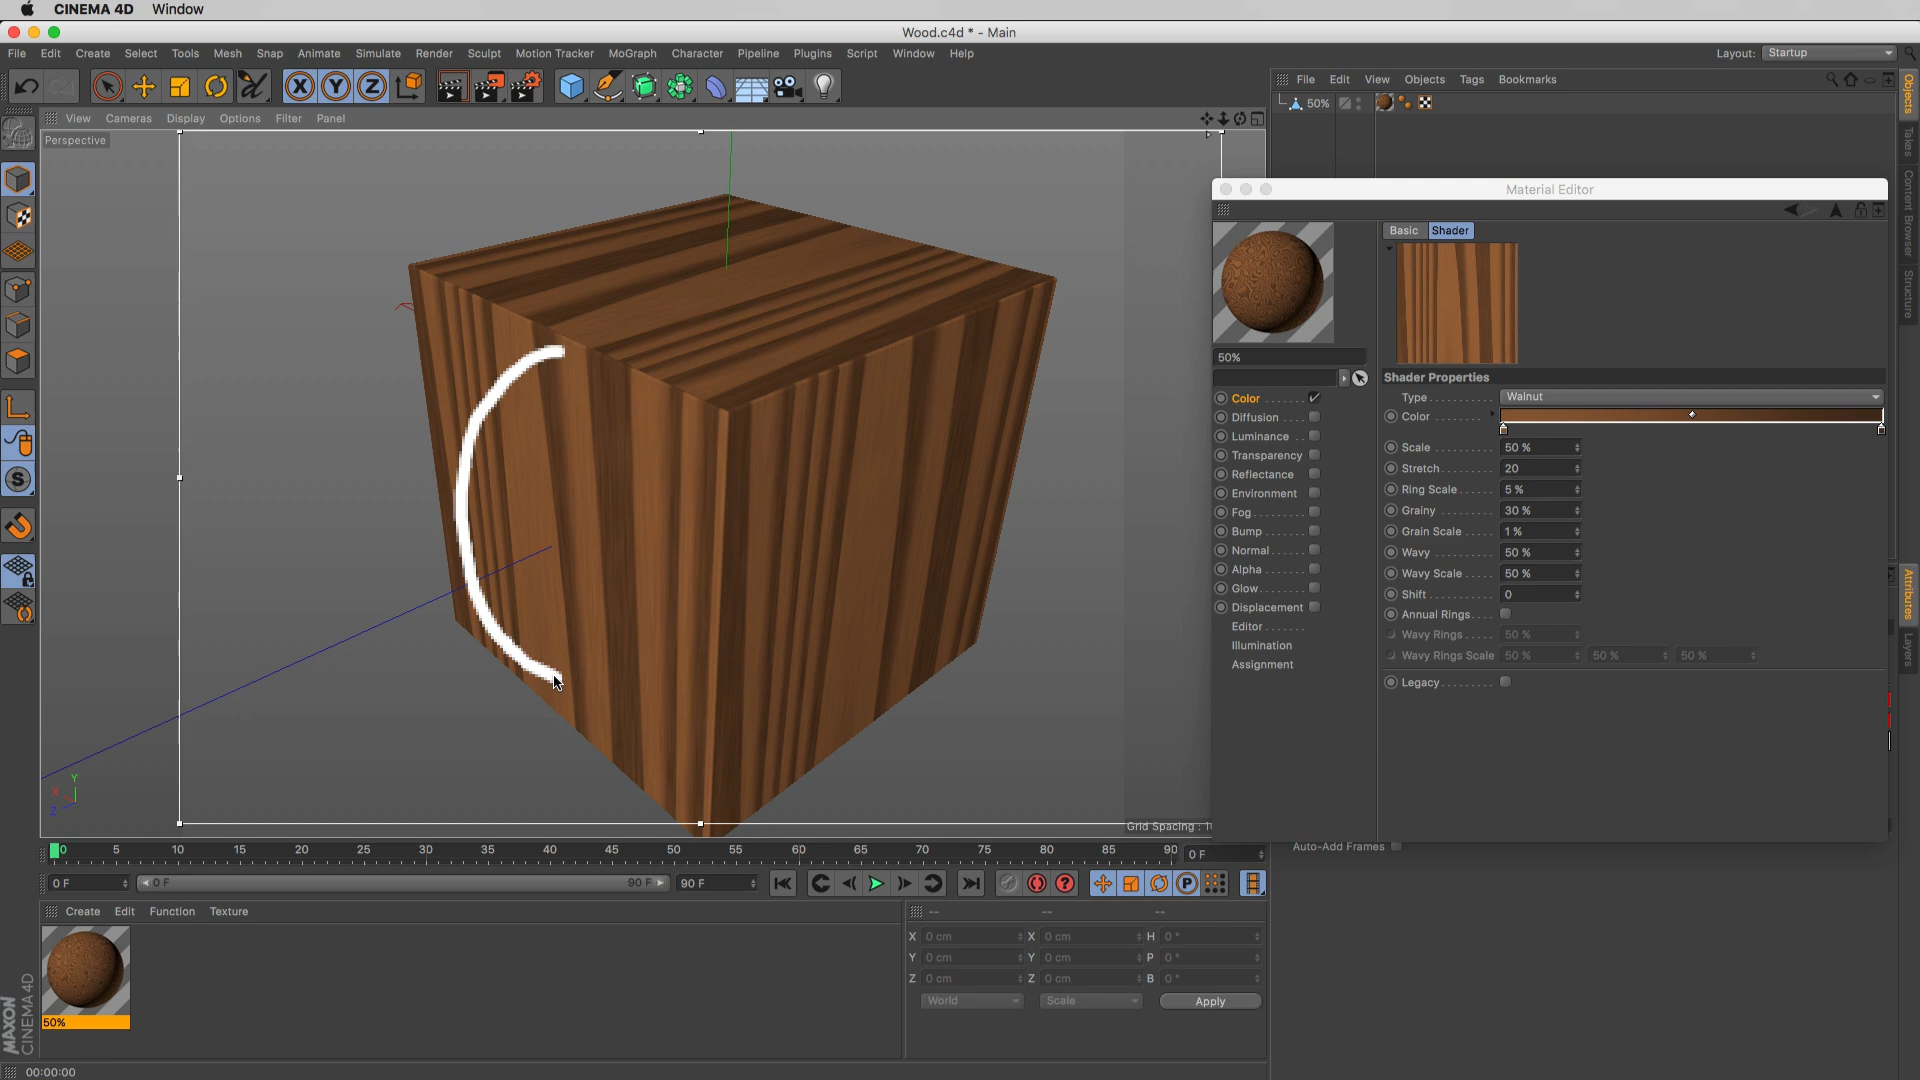 CINEMA 4D Window
Wood.c4d * - Main
File Edit Create Select Tools Mesh Snap Animate Simulate Render Sculpt Motion Tracker MoGraph Character Pipeline Plugins Script Window Help
Layout: Startup
File Edit View Objects Tags Bookmarks
50%
View Cameras Display Options Filter Panel
Perspective
Objects
Takes
Content Browser
Structure
Attributes
Layers
Material Editor
Basic Shader
50%
Shader Properties
Type Walnut
Color
Scale 50 %
Stretch 20
Ring Scale 5 %
Grainy 30 %
Grain Scale 1 %
Wavy 50 %
Wavy Scale 50 %
Shift 0
Annual Rings
Wavy Rings 50 %
Wavy Rings Scale 50 % 50 % 50 %
Legacy
Color
Diffusion
Luminance
Transparency
Reflectance
Environment
Fog
Bump
Normal
Alpha
Glow
Displacement
Editor
Illumination
Assignment
Y
X
Z
Grid Spacing : 1
Auto-Add Frames
0 5 10 15 20 25 30 35 40 45 50 55 60 65 70 75 80 85 90 0 F
0 F 0 F 90 F 90 F
Create Edit Function Texture
-- -- --
X 0 cm X 0 cm H 0 °
Y 0 cm Y 0 cm P 0 °
Z 0 cm Z 0 cm B 0 °
World Scale Apply
50%
MAXON
CINEMA 4D
00:00:00